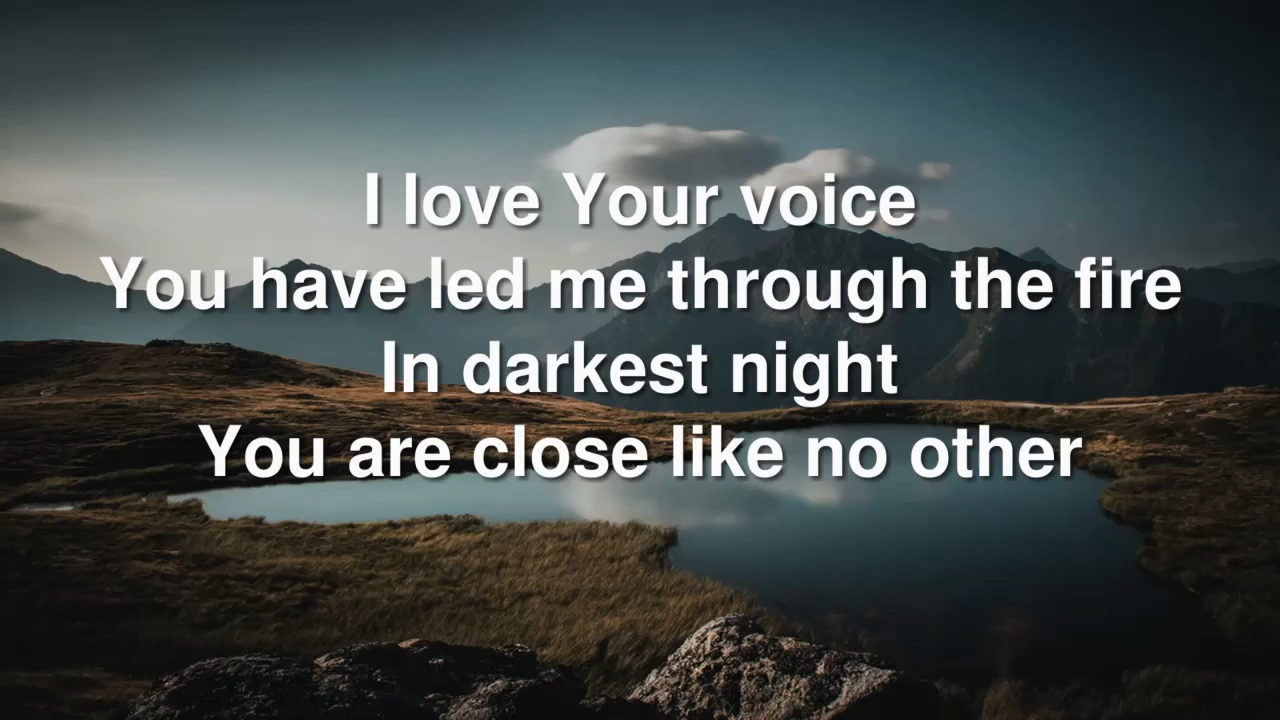 I love Your voice
You have led me through the fire
In darkest night
You are close like no other